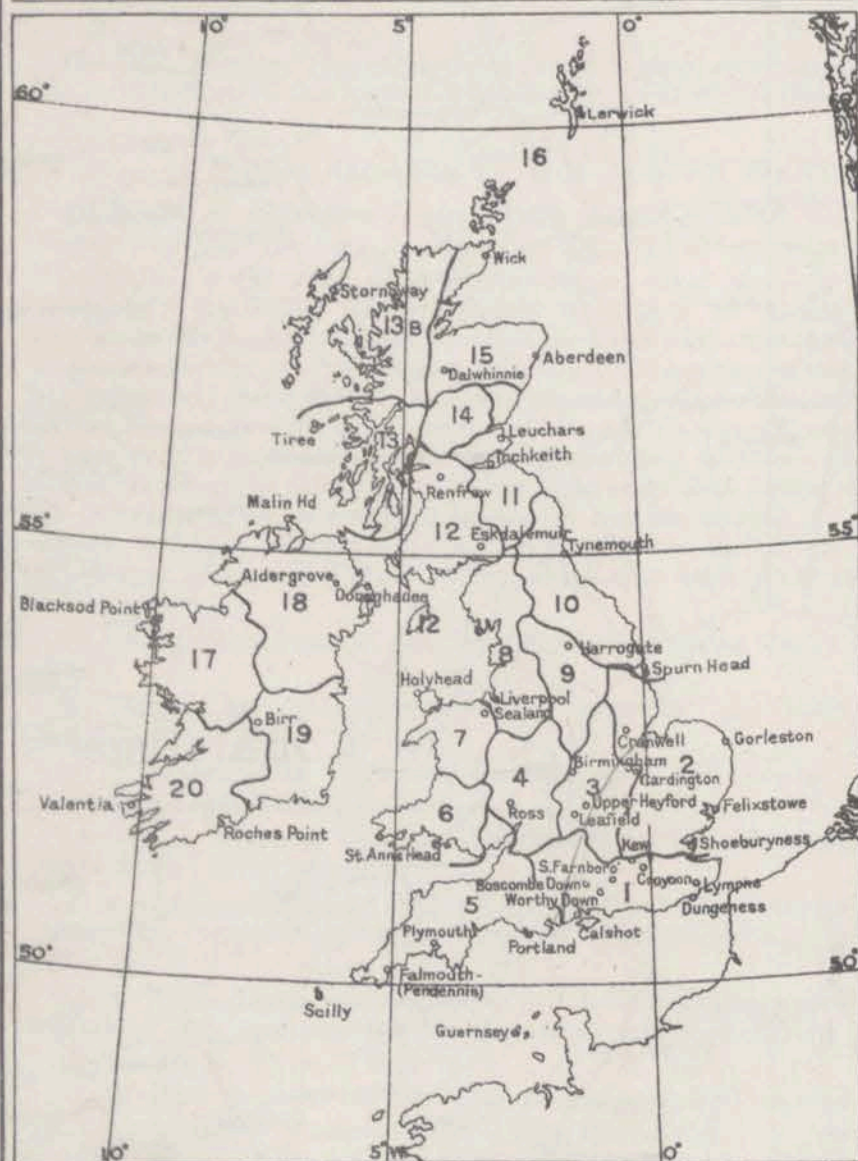 10°
5°
0°
60°
Lerwick
16
Wick
Stornoway
13 B
15
Dalwhinnie
Aberdeen
14
Tiree
13 A
Leuchars
Inchkeith
Renfrew
11
Malin Hd
55°
12
Eskdalemuir
55°
Tynemouth
Aldergrove
Donaghadee
18
Blacksod Point
12
10
17
8
Harrogate
9
Spurn Head
Holyhead
Liverpool
Sealand
Birr
19
7
Cranwell
Gorleston
Birmingham
2
Cardington
4
3
20
Valentia
Ross
Upper Heyford
Felixstowe
6
Leafield
Roches Point
Shoeburyness
St. Anns Head
Kew
S. Farnboro
Croydon
Boscombe Down
1
Lympne
5
Worthy Down
Dungeness
Plymouth
Portland
Calshot
50°
50°
Falmouth-
(Pendennis)
Scilly
Guernsey
10°
5°W
0°